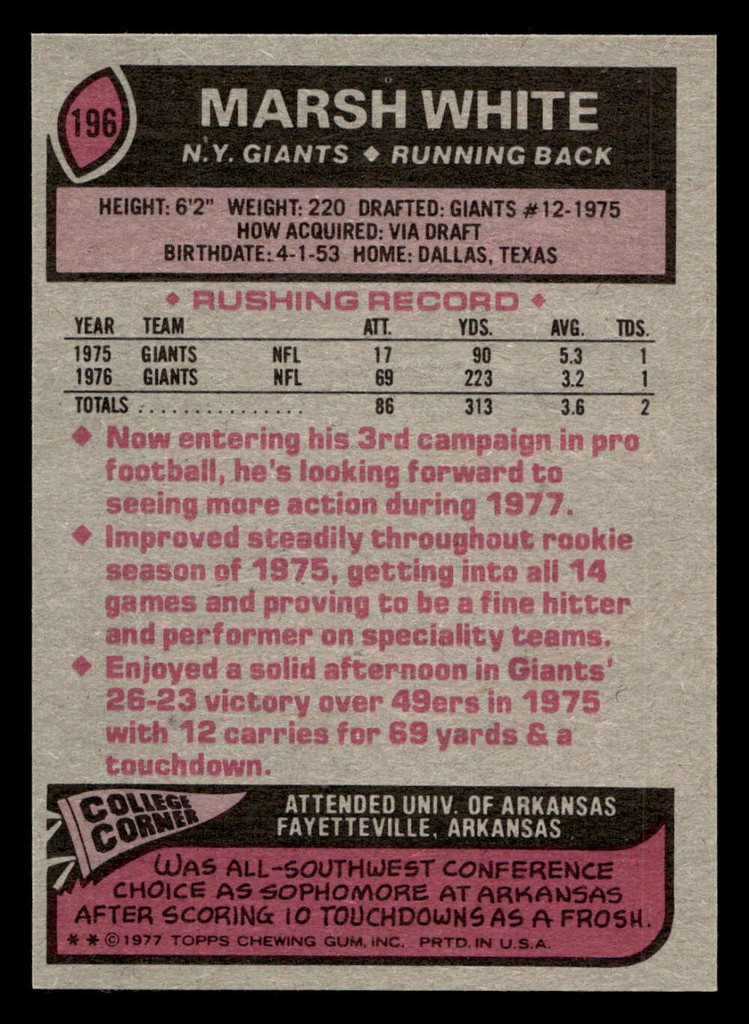 196
MARSH WHITE
N.Y. GIANTS ◆ RUNNING BACK
HEIGHT: 6'2" WEIGHT: 220 DRAFTED: GIANTS #12-1975
HOW ACQUIRED: VIA DRAFT
BIRTHDATE: 4-1-53 HOME: DALLAS, TEXAS
◆ RUSHING RECORD ◆
YEAR TEAM ATT. YDS. AVG. TDS.
1975 GIANTS NFL 17 90 5.3 1
1976 GIANTS NFL 69 223 3.2 1
TOTALS ............... 86 313 3.6 2
◆ Now entering his 3rd campaign in pro
football, he's looking forward to
seeing more action during 1977.
◆ Improved steadily throughout rookie
season of 1975, getting into all 14
games and proving to be a fine hitter
and performer on speciality teams.
◆ Enjoyed a solid afternoon in Giants'
26-23 victory over 49ers in 1975
with 12 carries for 69 yards & a
touchdown.
COLLEGE
CORNER
ATTENDED UNIV. OF ARKANSAS
FAYETTEVILLE, ARKANSAS
WAS ALL-SOUTHWEST CONFERENCE
CHOICE AS SOPHOMORE AT ARKANSAS
AFTER SCORING 10 TOUCHDOWNS AS A FROSH.
* * © 1977 TOPPS CHEWING GUM, INC. PRTD. IN U.S.A.